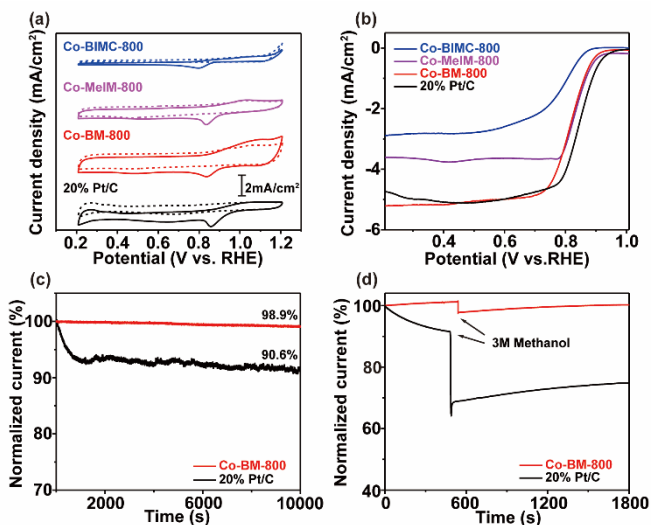 (a)
Co-BIMC-800
Co-MeIM-800
Co-BM-800
20% Pt/C
2mA/cm²
Current density (mA/cm²)
0.2 0.4 0.6 0.8 1.0 1.2
Potential (V vs. RHE)
(b)
Co-BIMC-800
Co-MeIM-800
Co-BM-800
20% Pt/C
Current density (mA/cm²)
0
-2
-4
-6
0.4 0.6 0.8 1.0
Potential (V vs.RHE)
(c)
98.9%
90.6%
Co-BM-800
20% Pt/C
Normalized current (%)
100
90
80
70
2000 6000 10000
Time (s)
(d)
3M Methanol
Co-BM-800
20% Pt/C
Normalized current (%)
100
80
60
40
0 600 1200 1800
Time (s)